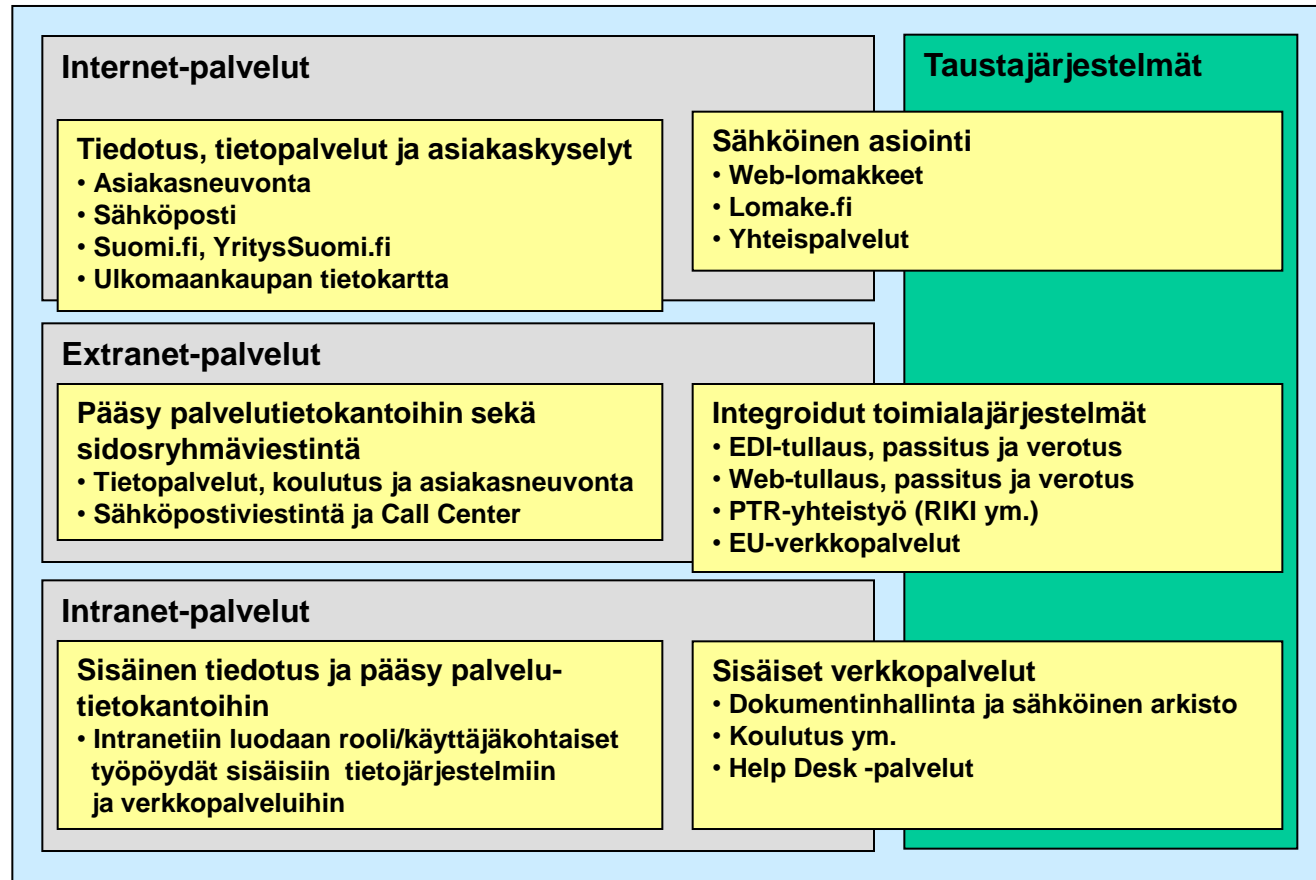 Internet-palvelut
Taustajärjestelmät
Tiedotus, tietopalvelut ja asiakaskyselyt
• Asiakasneuvonta
• Sähköposti
• Suomi.fi, YritysSuomi.fi
• Ulkomaankaupan tietokartta
Sähköinen asiointi
• Web-lomakkeet
• Lomake.fi
• Yhteispalvelut
Extranet-palvelut
Pääsy palvelutietokantoihin sekä
sidosryhmäviestintä
• Tietopalvelut, koulutus ja asiakasneuvonta
• Sähköpostiviestintä ja Call Center
Integroidut toimialajärjestelmät
• EDI-tullaus, passitus ja verotus
• Web-tullaus, passitus ja verotus
• PTR-yhteistyö (RIKI ym.)
• EU-verkkopalvelut
Intranet-palvelut
Sisäinen tiedotus ja pääsy palvelu-
tietokantoihin
• Intranetiin luodaan rooli/käyttäjäkohtaiset
työpöydät sisäisiin tietojärjestelmiin
ja verkkopalveluihin
Sisäiset verkkopalvelut
• Dokumentinhallinta ja sähköinen arkisto
• Koulutus ym.
• Help Desk -palvelut